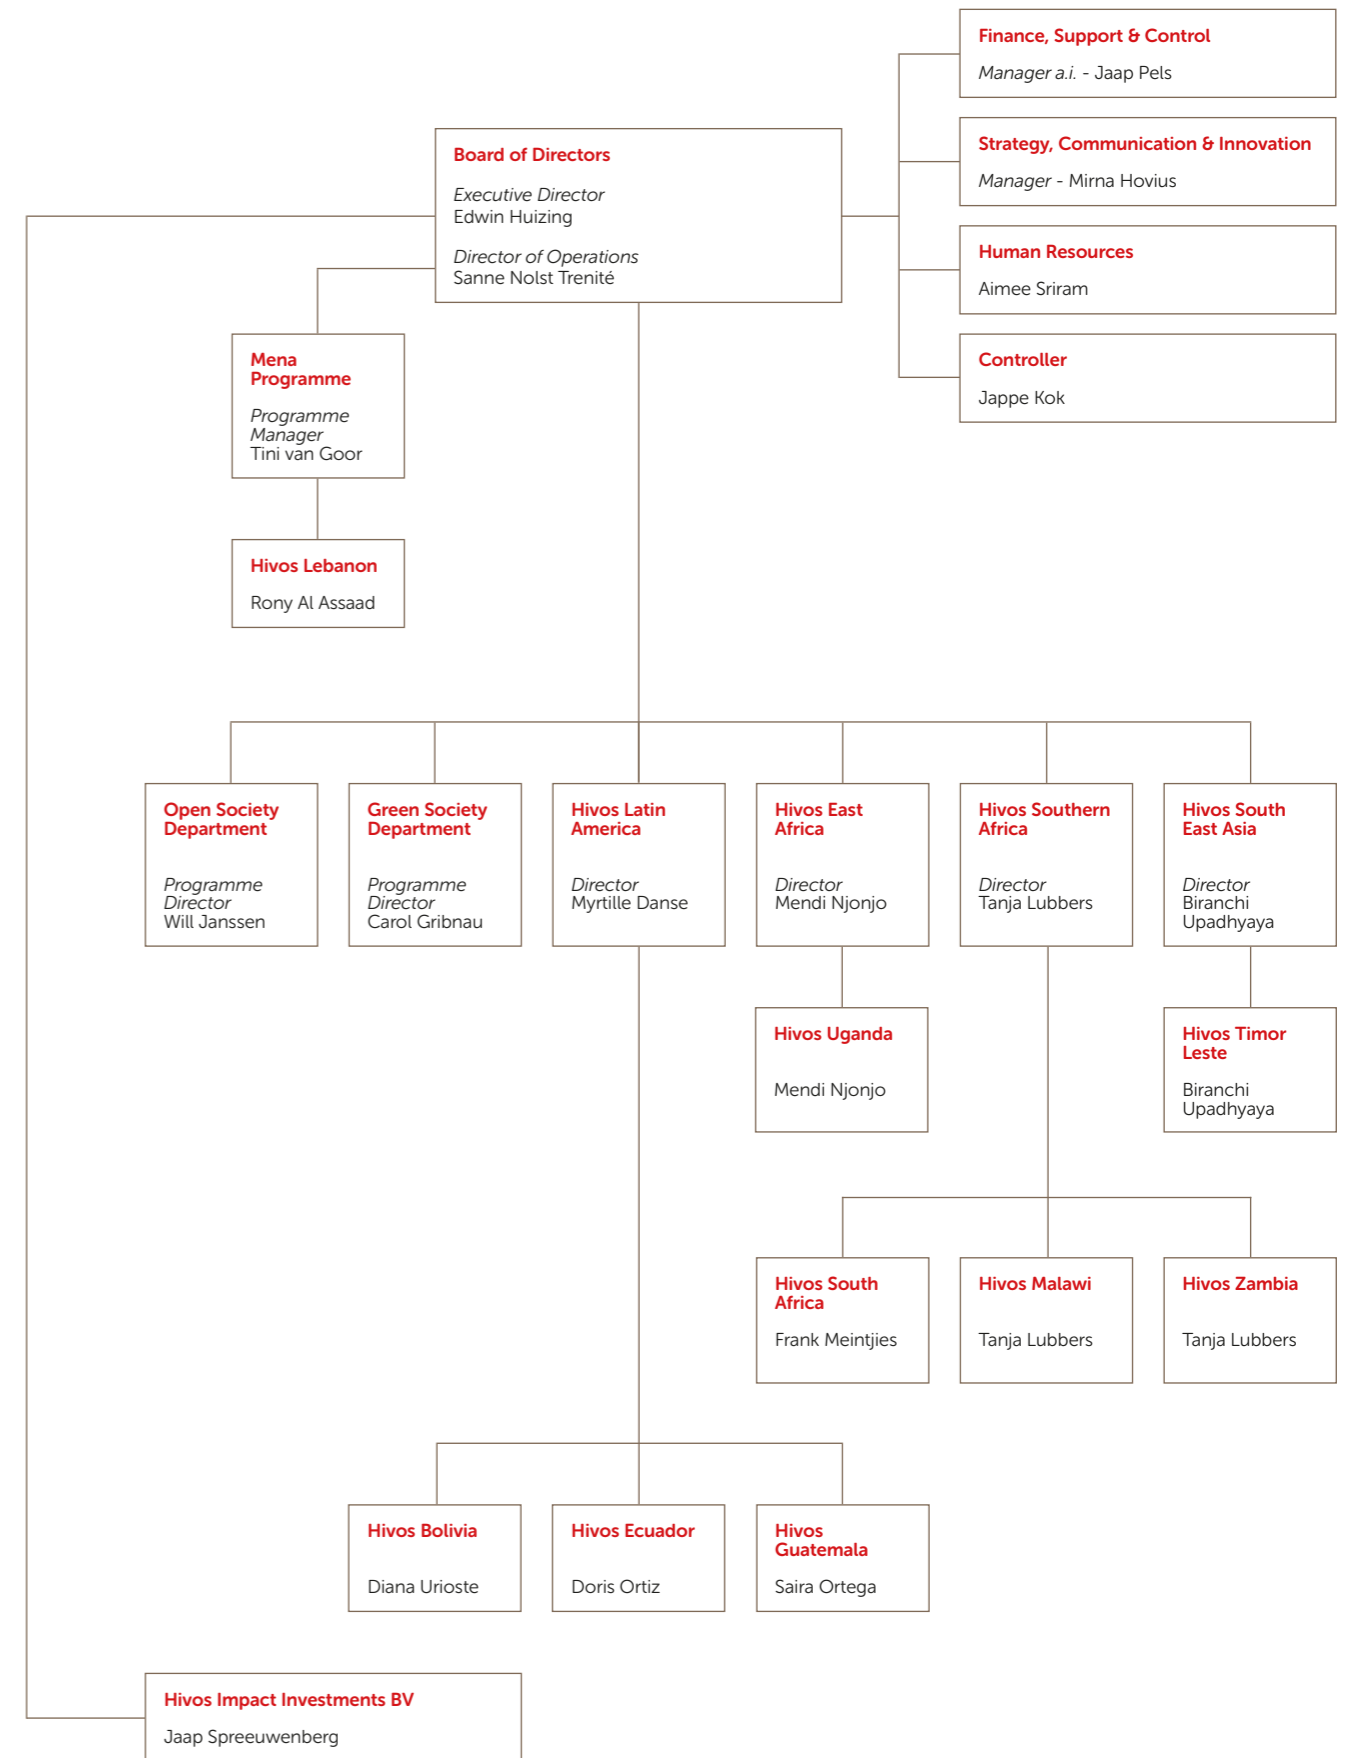 Finance, Support & Control
Manager a.i. - Jaap Pels
Strategy, Communication & Innovation
Manager - Mirna Hovius
Human Resources
Aimee Sriram
Controller
Jappe Kok
Board of Directors
Executive Director
Edwin Huizing
Director of Operations
Sanne Nolst Trenité
Mena
Programme
Programme
Manager
Tini van Goor
Hivos Lebanon
Rony Al Assaad
Open Society
Department
Programme
Director
Will Janssen
Green Society
Department
Programme
Director
Carol Gribnau
Hivos Latin
America
Director
Myrtille Danse
Hivos East
Africa
Director
Mendi Njonjo
Hivos Southern
Africa
Director
Tanja Lubbers
Hivos South
East Asia
Director
Biranchi
Upadhyaya
Hivos Uganda
Mendi Njonjo
Hivos Timor
Leste
Biranchi
Upadhyaya
Hivos South
Africa
Frank Meintjies
Hivos Malawi
Tanja Lubbers
Hivos Zambia
Tanja Lubbers
Hivos Bolivia
Diana Urioste
Hivos Ecuador
Doris Ortiz
Hivos
Guatemala
Saira Ortega
Hivos Impact Investments BV
Jaap Spreeuwenberg